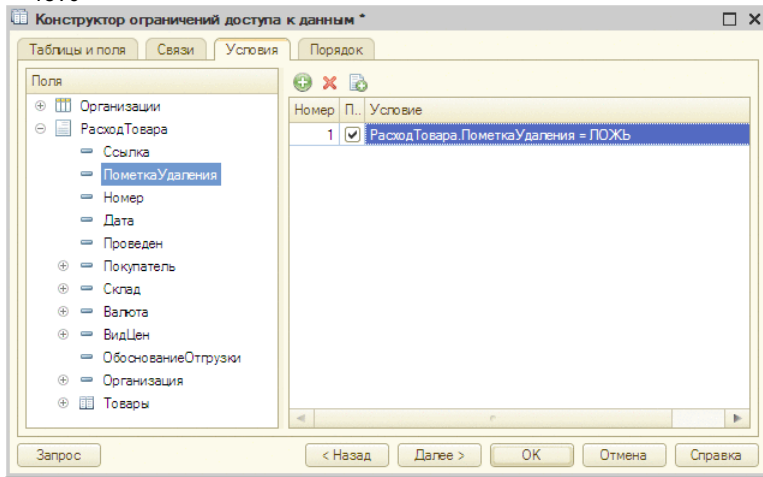 Конструктор ограничений доступа к данным *
Таблицы и поля Связи Условия Порядок
Поля
Организации
РасходТовара
Ссылка
ПометкаУдаления
Номер
Дата
Проведен
Покупатель
Склад
Валюта
ВидЦен
ОбоснованиеОтгрузки
Организация
Товары
Номер П.. Условие
1 РасходТовара.ПометкаУдаления = ЛОЖЬ
Запрос < Назад Далее > OK Отмена Справка